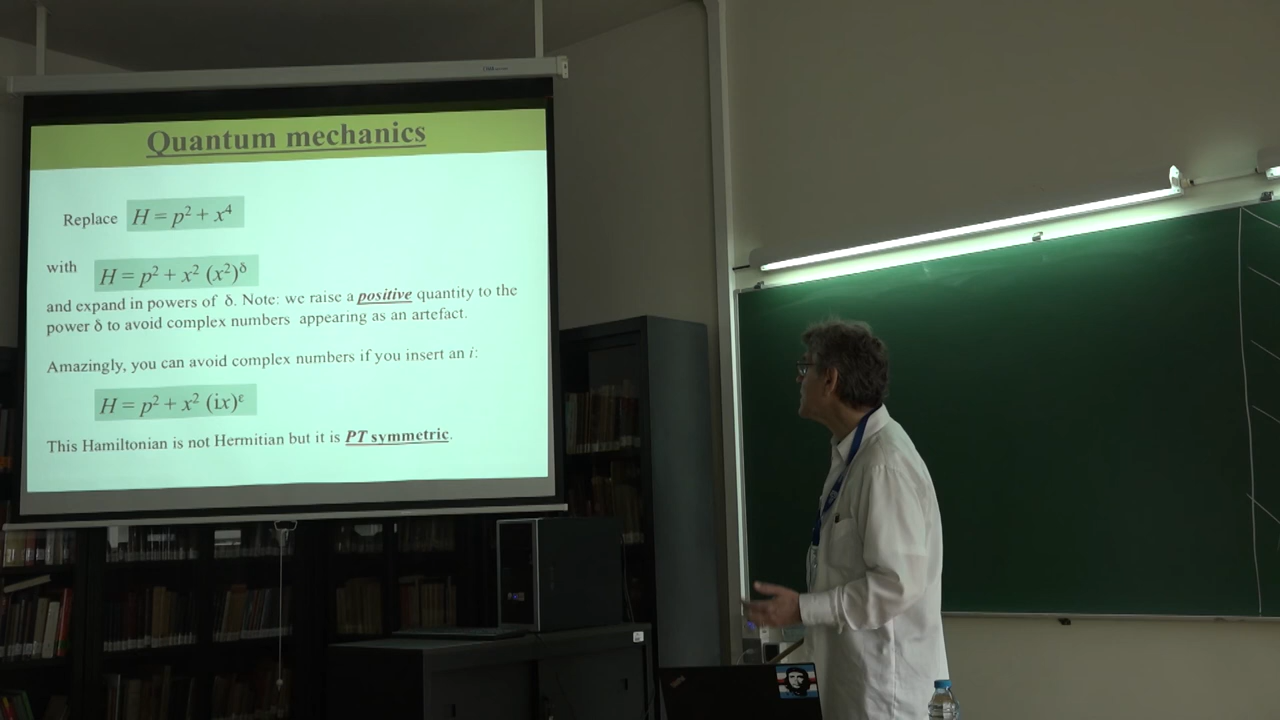 Quantum mechanics
Replace H = p² + x⁴
with H = p² + x² (x²)^δ
and expand in powers of δ. Note: we raise a positive quantity to the
power δ to avoid complex numbers appearing as an artefact.
Amazingly, you can avoid complex numbers if you insert an i:
H = p² + x² (ix)^ε
This Hamiltonian is not Hermitian but it is PT symmetric.